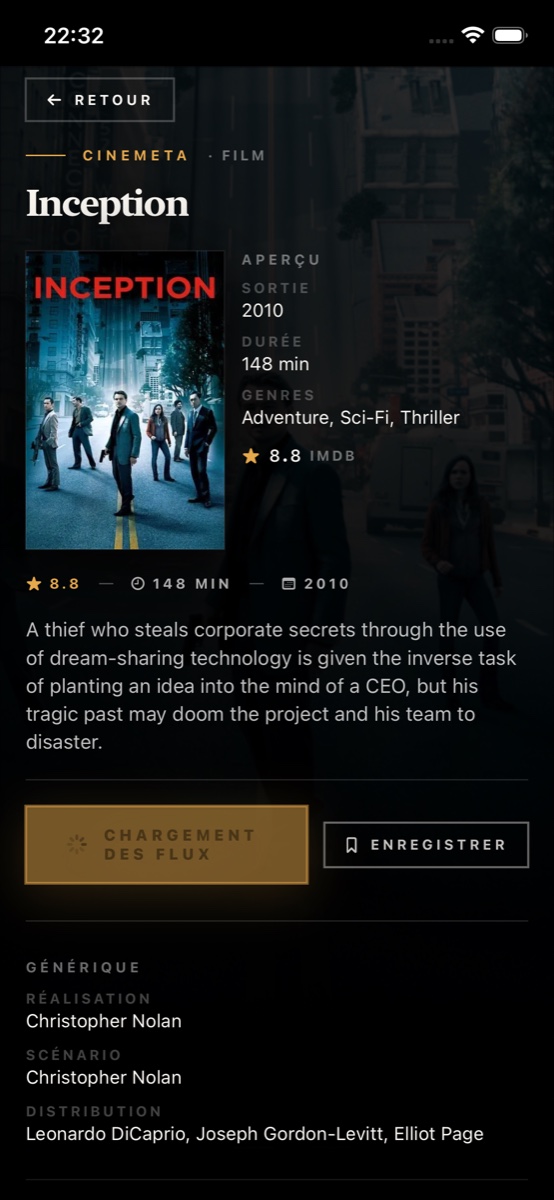 22:32
← RETOUR
CINEMETA · FILM
Inception
INCEPTION
APERÇU
SORTIE
2010
DURÉE
148 min
GENRES
Adventure, Sci-Fi, Thriller
8.8 IMDB
8.8 — 148 MIN — 2010
A thief who steals corporate secrets through the use
of dream-sharing technology is given the inverse task
of planting an idea into the mind of a CEO, but his
tragic past may doom the project and his team to
disaster.
CHARGEMENT
DES FLUX
ENREGISTRER
GÉNÉRIQUE
RÉALISATION
Christopher Nolan
SCÉNARIO
Christopher Nolan
DISTRIBUTION
Leonardo DiCaprio, Joseph Gordon-Levitt, Elliot Page